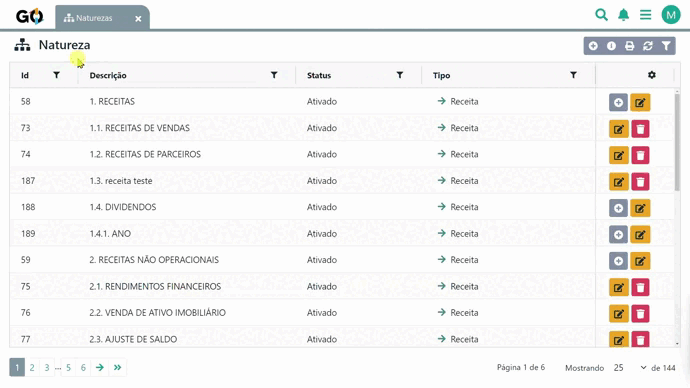 GQ Naturezas ×
M
Natureza
Id Descrição Status Tipo
58 1. RECEITAS Ativado Receita
73 1.1. RECEITAS DE VENDAS Ativado Receita
74 1.2. RECEITAS DE PARCEIROS Ativado Receita
187 1.3. receita teste Ativado Receita
188 1.4. DIVIDENDOS Ativado Receita
189 1.4.1. ANO Ativado Receita
59 2. RECEITAS NÃO OPERACIONAIS Ativado Receita
75 2.1. RENDIMENTOS FINANCEIROS Ativado Receita
76 2.2. VENDA DE ATIVO IMOBILIÁRIO Ativado Receita
77 2.3. AJUSTE DE SALDO Ativado Receita
1 2 3 ... 5 6 Página 1 de 6 Mostrando 25 de 144